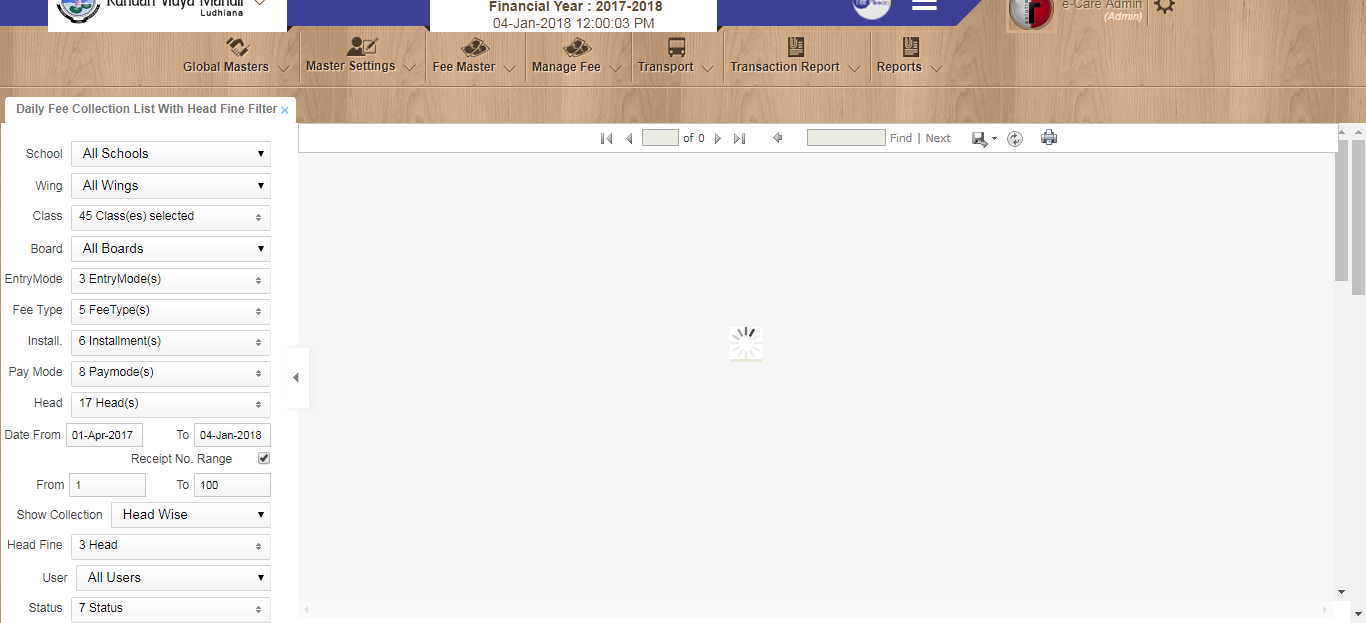 Kundan Vidya Mandir
Ludhiana
Financial Year : 2017-2018
04-Jan-2018 12:00:03 PM
e-Care Admin
(Admin)
Global Masters
Master Settings
Fee Master
Manage Fee
Transport
Transaction Report
Reports
Daily Fee Collection List With Head Fine Filter ×
of 0
Find | Next
School All Schools
Wing All Wings
Class 45 Class(es) selected
Board All Boards
EntryMode 3 EntryMode(s)
Fee Type 5 FeeType(s)
Install. 6 Installment(s)
Pay Mode 8 Paymode(s)
Head 17 Head(s)
Date From 01-Apr-2017 To 04-Jan-2018
Receipt No. Range
From 1 To 100
Show Collection Head Wise
Head Fine 3 Head
User All Users
Status 7 Status